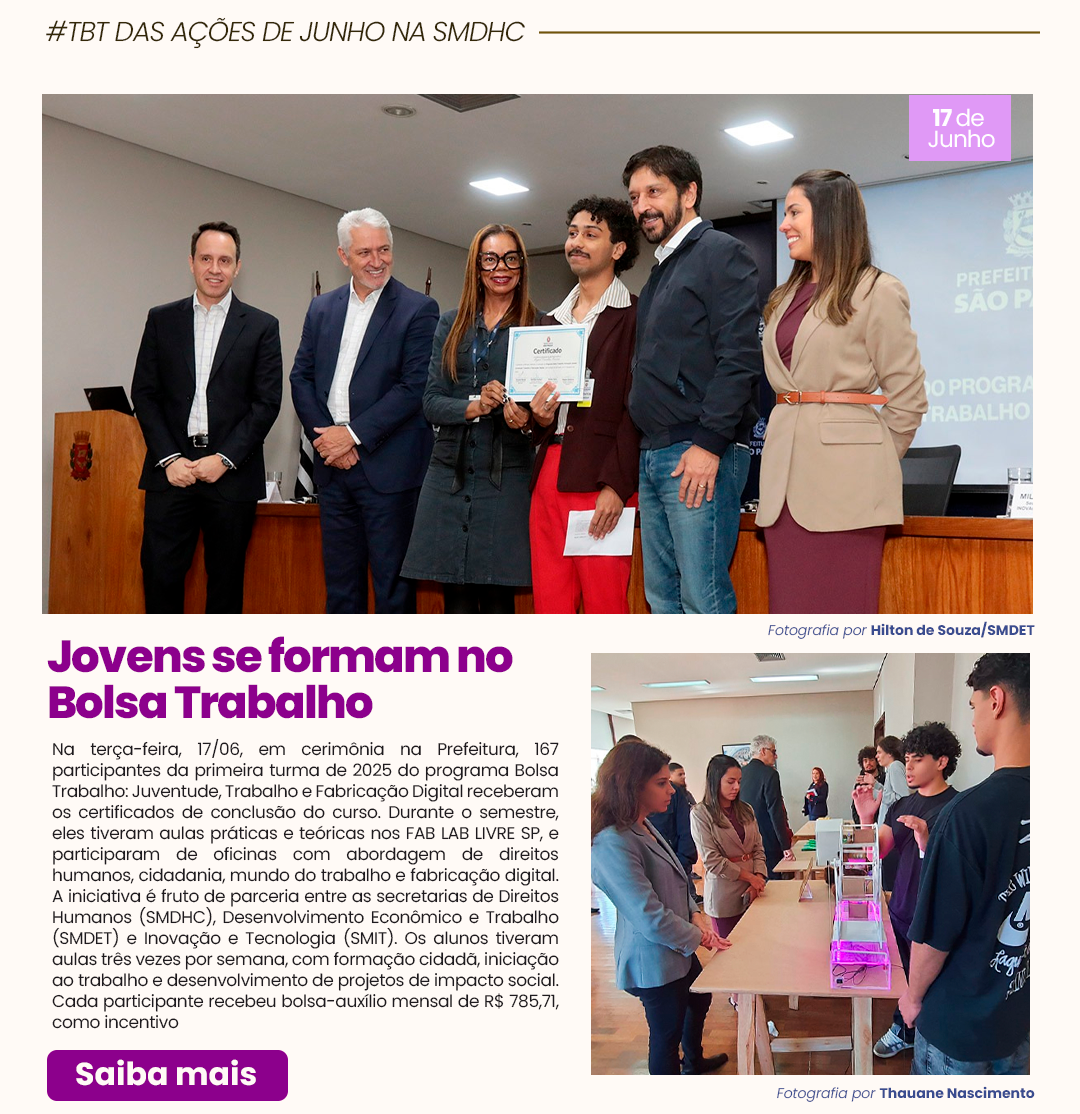 #TBT DAS AÇÕES DE JUNHO NA SMDHC
17 de
Junho
PREFEITU
SÃO PA
DO PROGRA
TRABALHO
Certificado
Fotografia por Hilton de Souza/SMDET
Jovens se formam no
Bolsa Trabalho
Na terça-feira, 17/06, em cerimônia na Prefeitura, 167
participantes da primeira turma de 2025 do programa Bolsa
Trabalho: Juventude, Trabalho e Fabricação Digital receberam
os certificados de conclusão do curso. Durante o semestre,
eles tiveram aulas práticas e teóricas nos FAB LAB LIVRE SP, e
participaram de oficinas com abordagem de direitos
humanos, cidadania, mundo do trabalho e fabricação digital.
A iniciativa é fruto de parceria entre as secretarias de Direitos
Humanos (SMDHC), Desenvolvimento Econômico e Trabalho
(SMDET) e Inovação e Tecnologia (SMIT). Os alunos tiveram
aulas três vezes por semana, com formação cidadã, iniciação
ao trabalho e desenvolvimento de projetos de impacto social.
Cada participante recebeu bolsa-auxílio mensal de R$ 785,71,
como incentivo
Saiba mais
Fotografia por Thauane Nascimento